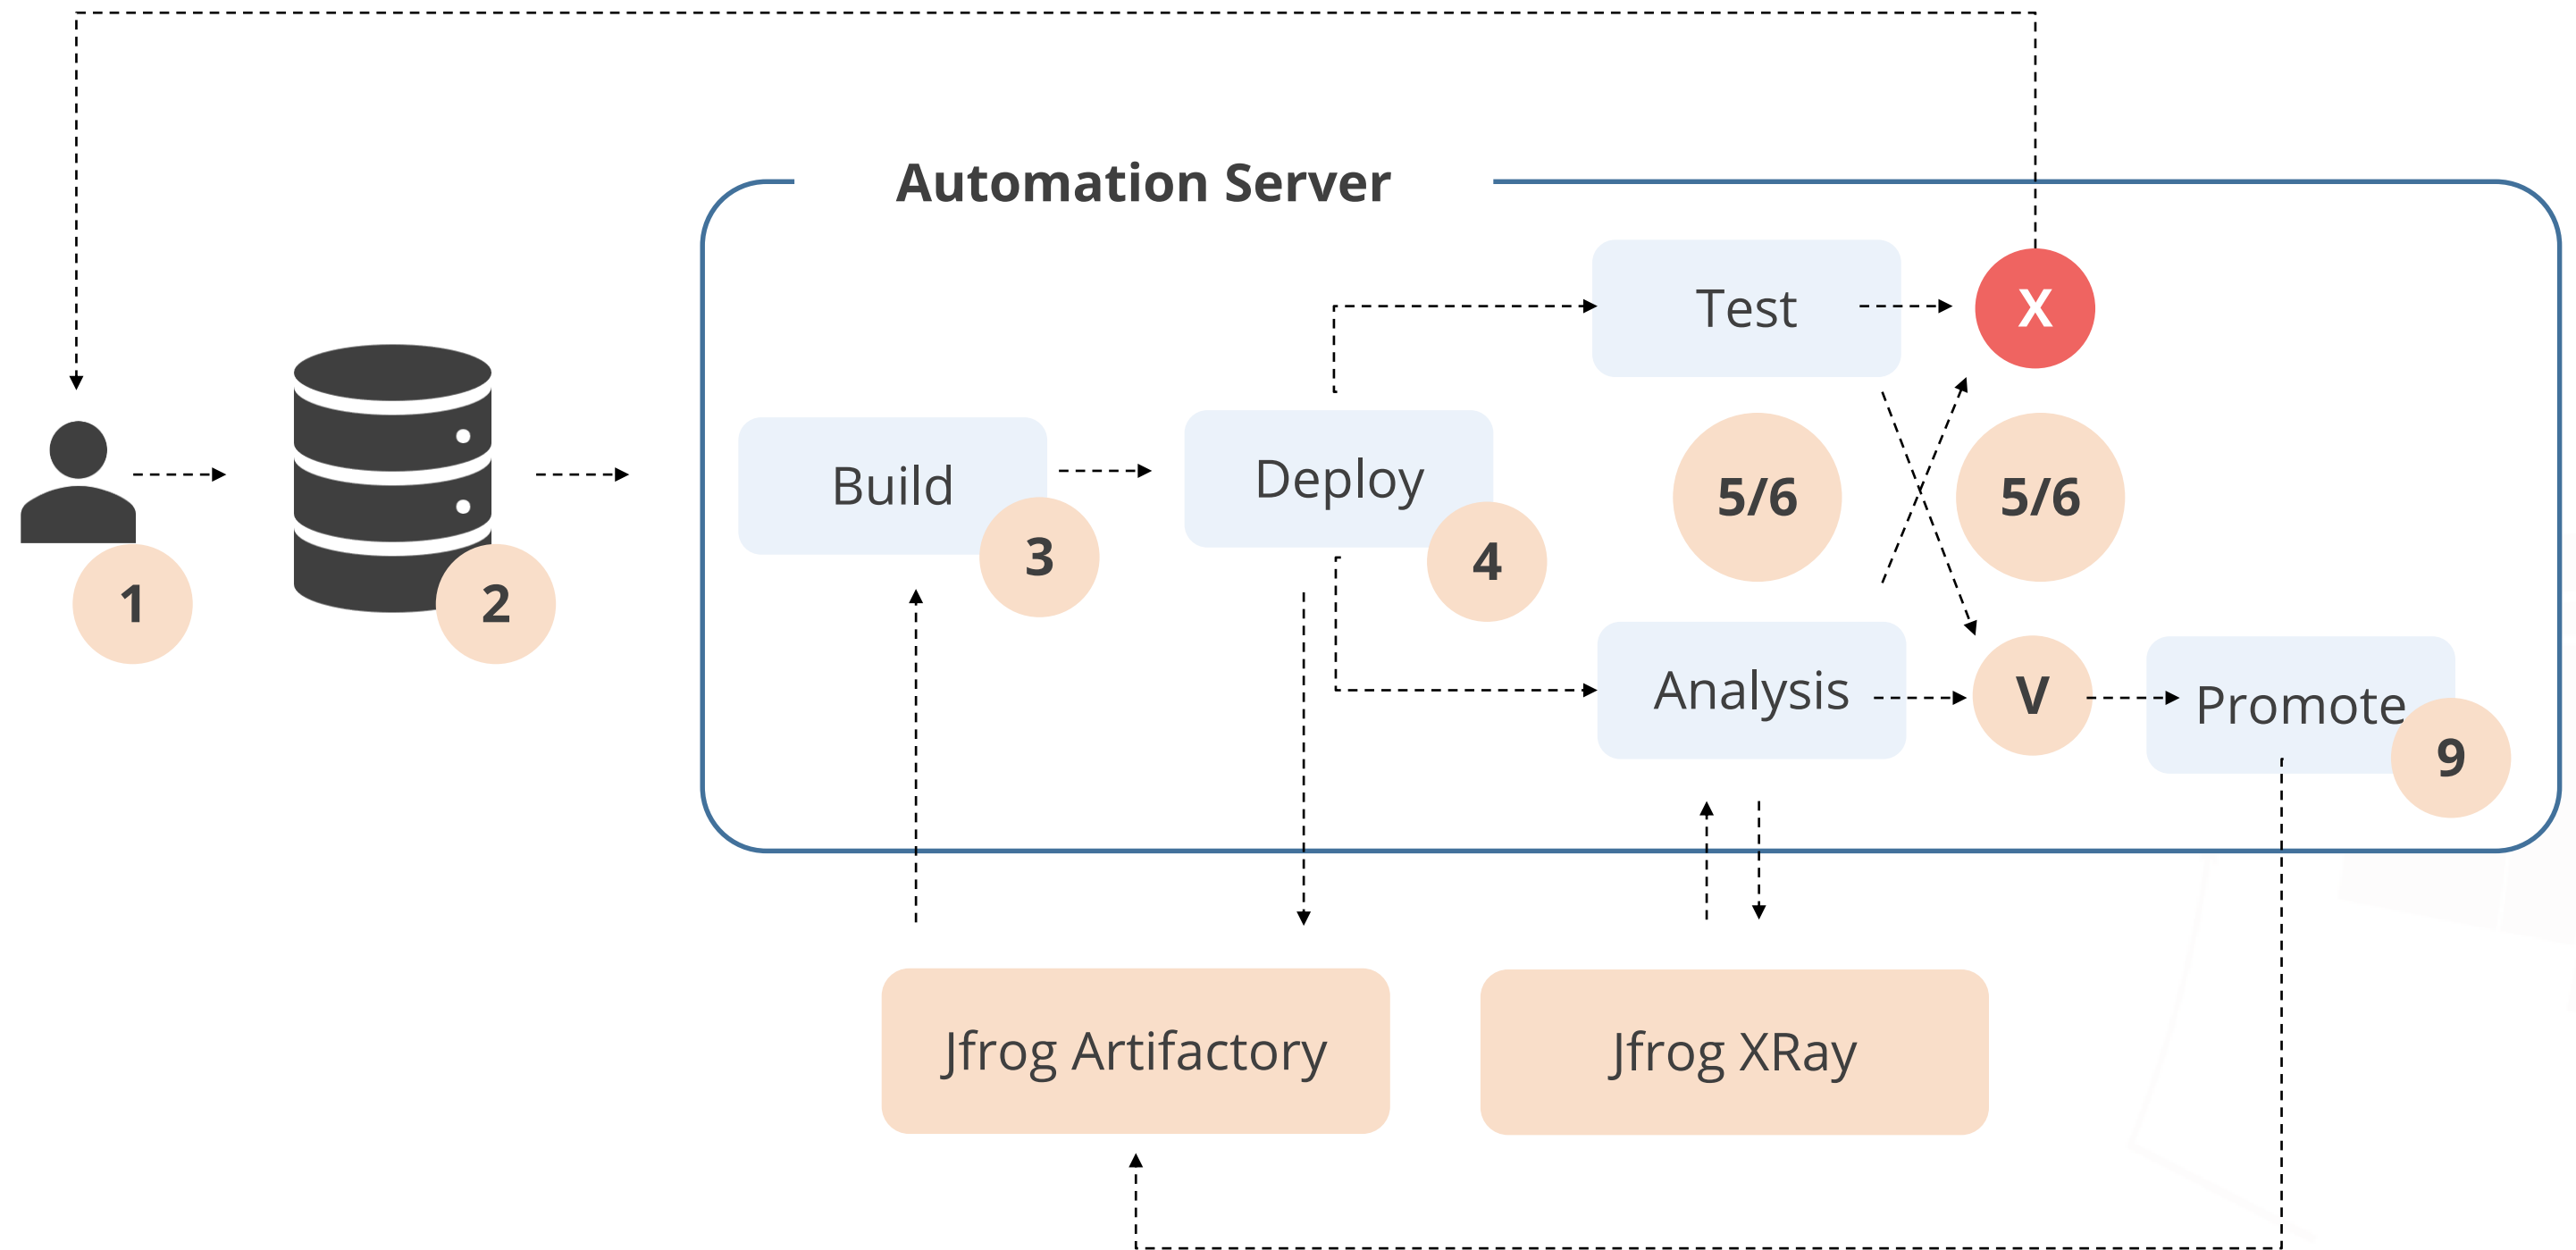 Automation Server
Test
X
Build
3
Deploy
4
5/6
5/6
1
2
Analysis
V
Promote
9
Jfrog Artifactory
Jfrog XRay